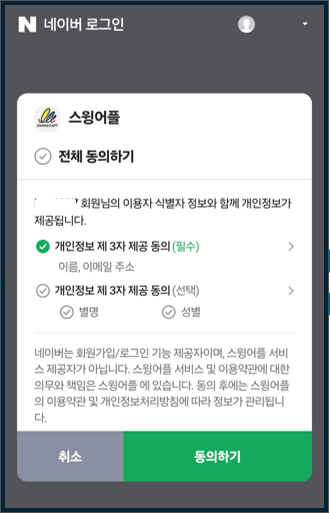 N 네이버 로그인
스윙어플
전체 동의하기
회원님의 이용자 식별자 정보와 함께 개인정보가
제공됩니다.
개인정보 제 3자 제공 동의 (필수)
이름, 이메일 주소
개인정보 제 3자 제공 동의 (선택)
별명 성별
네이버는 회원가입/로그인 기능 제공자이며, 스윙어플 서비
스 제공자가 아닙니다. 스윙어플 서비스 및 이용약관에 대한
의무와 책임은 스윙어플 에 있습니다. 동의 후에는 스윙어플
의 이용약관 및 개인정보처리방침에 따라 정보가 관리됩니
다.
취소 동의하기